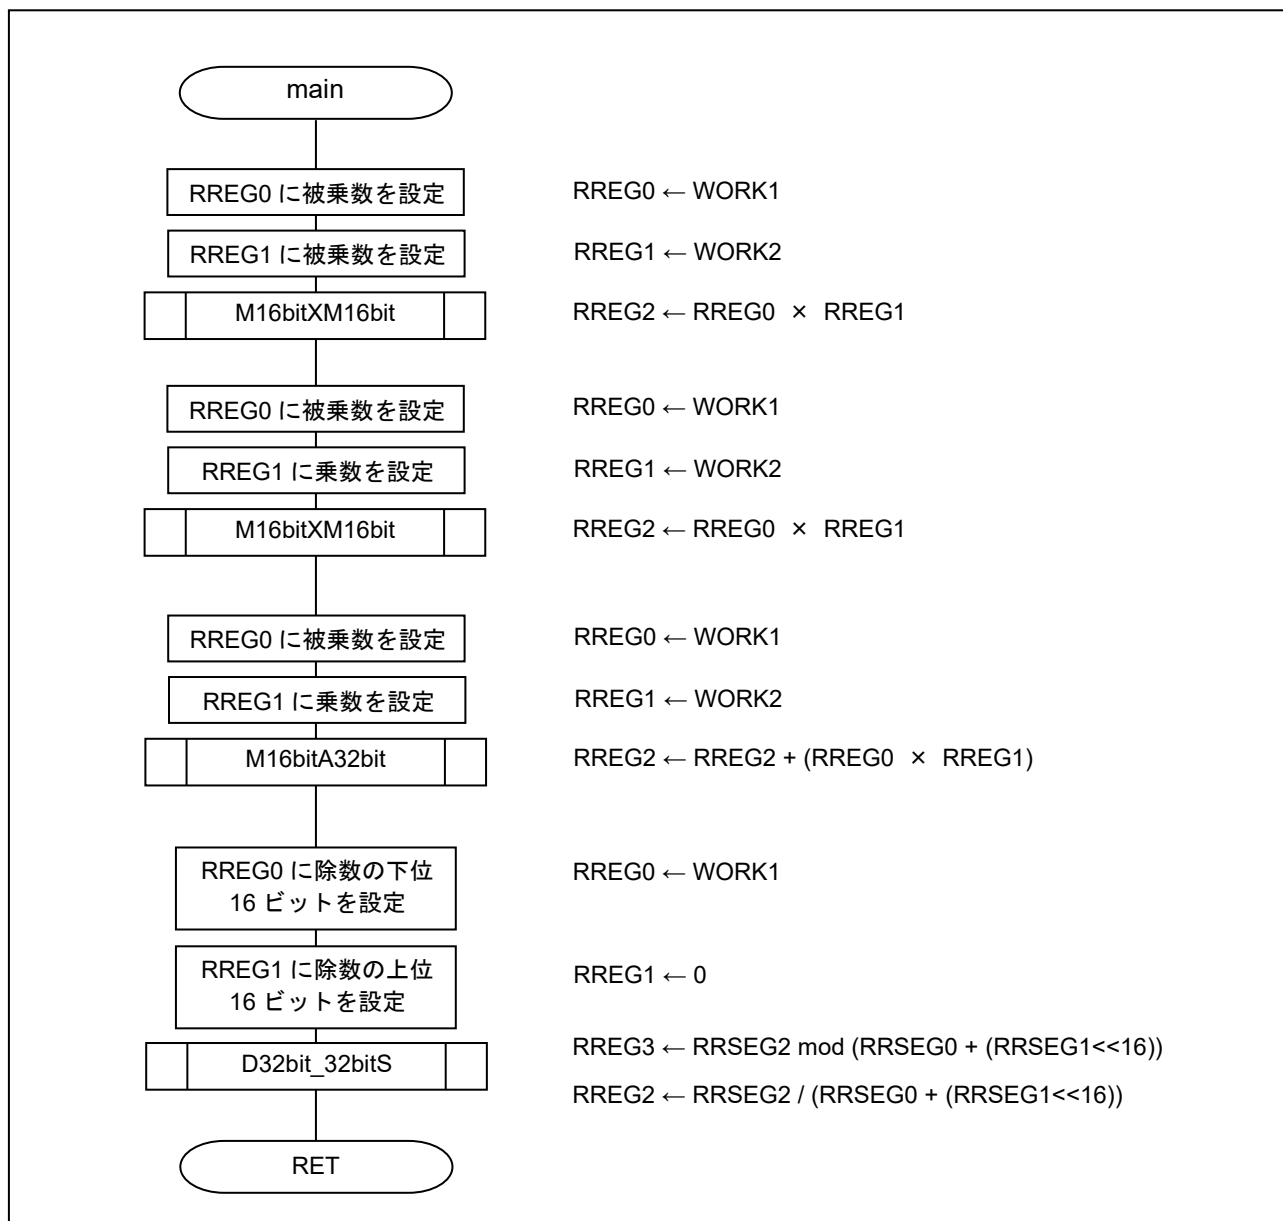 main
RREG0 に被乗数を設定
RREG0 ← WORK1
RREG1 に被乗数を設定
RREG1 ← WORK2
M16bitXM16bit
RREG2 ← RREG0 × RREG1
RREG0 に被乗数を設定
RREG0 ← WORK1
RREG1 に乗数を設定
RREG1 ← WORK2
M16bitXM16bit
RREG2 ← RREG0 × RREG1
RREG0 に被乗数を設定
RREG0 ← WORK1
RREG1 に乗数を設定
RREG1 ← WORK2
M16bitA32bit
RREG2 ← RREG2 + (RREG0 × RREG1)
RREG0 に除数の下位
16 ビットを設定
RREG0 ← WORK1
RREG1 に除数の上位
16 ビットを設定
RREG1 ← 0
D32bit_32bitS
RREG3 ← RRSEG2 mod (RRSEG0 + (RRSEG1<<16))
RREG2 ← RRSEG2 / (RRSEG0 + (RRSEG1<<16))
RET